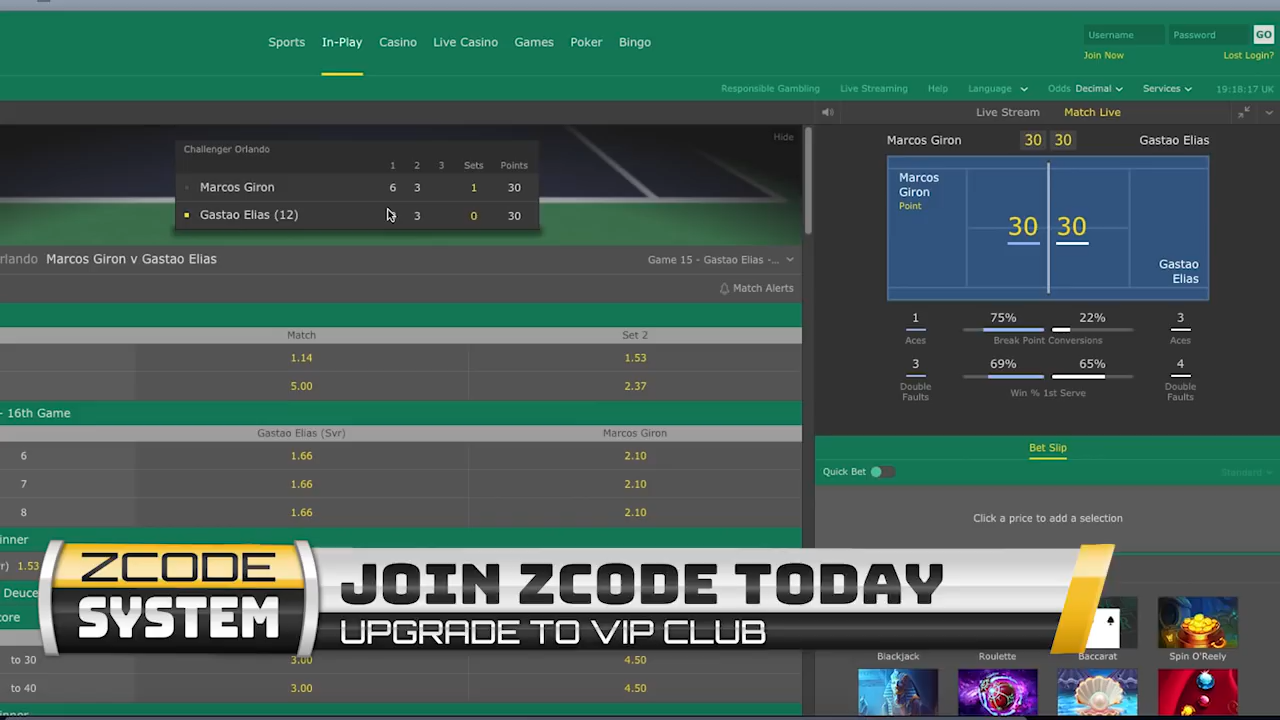 Sports In-Play Casino Live Casino Games Poker Bingo
Username Password GO
Join Now Lost Login?
Responsible Gambling Live Streaming Help Language Odds Decimal Services 19:18:17 UK
Live Stream Match Live
Hide
Challenger Orlando
1 2 3 Sets Points
Marcos Giron 6 3 1 30
Gastao Elias (12) 3 0 30
Marcos Giron 30 30 Gastao Elias
Marcos
Giron
Point
30 30
Gastao
Elias
orlando Marcos Giron v Gastao Elias Game 15 - Gastao Elias -...
Match Alerts
Match Set 2
1.14 1.53
5.00 2.37
- 16th Game
Gastao Elias (Svr) Marcos Giron
6 1.66 2.10
7 1.66 2.10
8 1.66 2.10
1 75% 22% 3
Aces Break Point Conversions Aces
3 69% 65% 4
Double
Faults
Win % 1st Serve
Double
Faults
Bet Slip
Quick Bet Standard
Click a price to add a selection
inner
r) 1.53
Deuce
core
ZCODE
SYSTEM
JOIN ZCODE TODAY
UPGRADE TO VIP CLUB
to 30 3.00 4.50
to 40 3.00 4.50
inner
Blackjack Roulette Baccarat Spin O'Reely